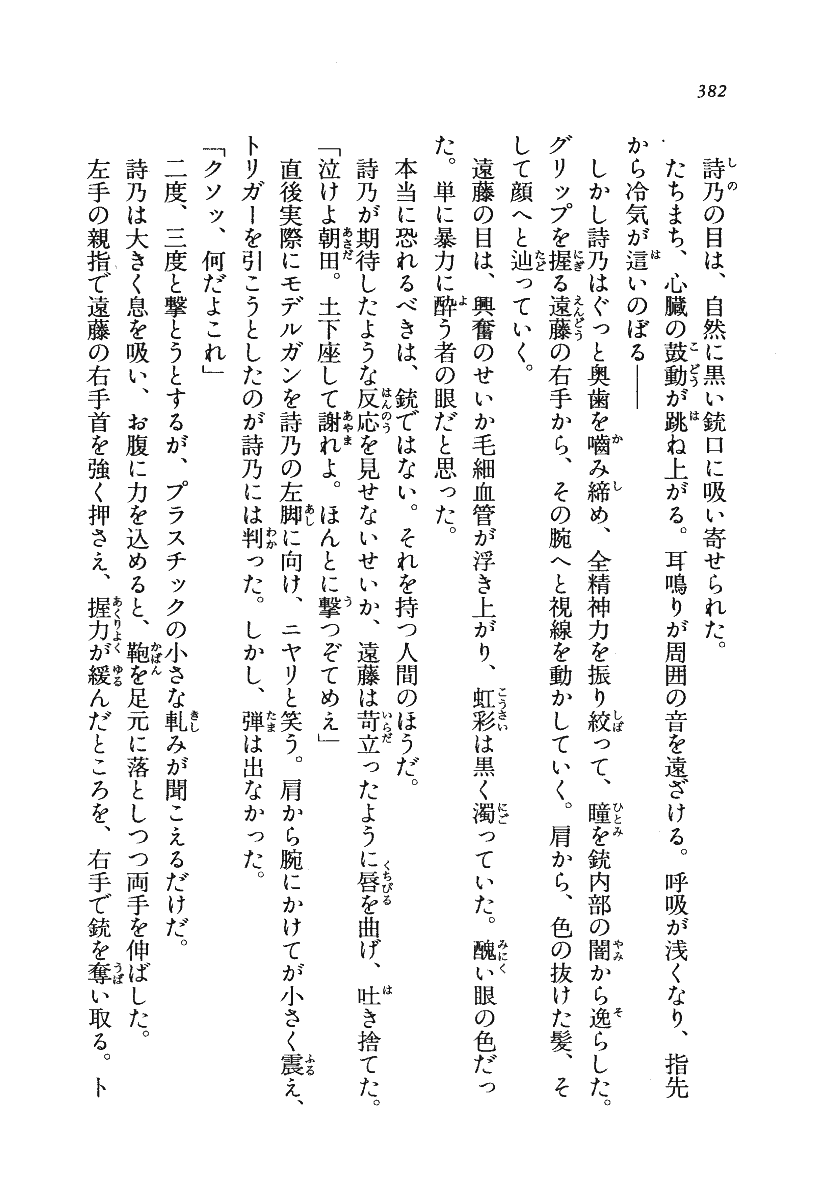 382
詩乃の目は、自然に黒い銃口に吸い寄せられた。
たちまち、心臓の鼓動が跳ね上がる。耳鳴りが周囲の音を遠ざける。呼吸が浅くなり、指先
から冷気が這いのぼる――
しかし詩乃はぐっと奥歯を嚙み締め、全精神力を振り絞って、瞳を銃内部の闇から逸らした。
グリップを握る遠藤の右手から、その腕へと視線を動かしていく。肩から、色の抜けた髪、そ
して顔へと辿っていく。
遠藤の目は、興奮のせいか毛細血管が浮き上がり、虹彩は黒く濁っていた。醜い眼の色だっ
た。単に暴力に酔う者の眼だと思った。
本当に恐れるべきは、銃ではない。それを持つ人間のほうだ。
詩乃が期待したような反応を見せないせいか、遠藤は苛立ったように唇を曲げ、吐き捨てた。
「泣けよ朝田。土下座して謝れよ。ほんとに撃つぞてめえ」
直後実際にモデルガンを詩乃の左脚に向け、ニヤリと笑う。肩から腕にかけてが小さく震え、
トリガーを引こうとしたのが詩乃には判った。しかし、弾は出なかった。
「クソッ、何だよこれ」
二度、三度と撃とうとするが、プラスチックの小さな軋みが聞こえるだけだ。
詩乃は大きく息を吸い、お腹に力を込めると、鞄を足元に落としつつ両手を伸ばした。
左手の親指で遠藤の右手首を強く押さえ、握力が緩んだところを、右手で銃を奪い取る。ト